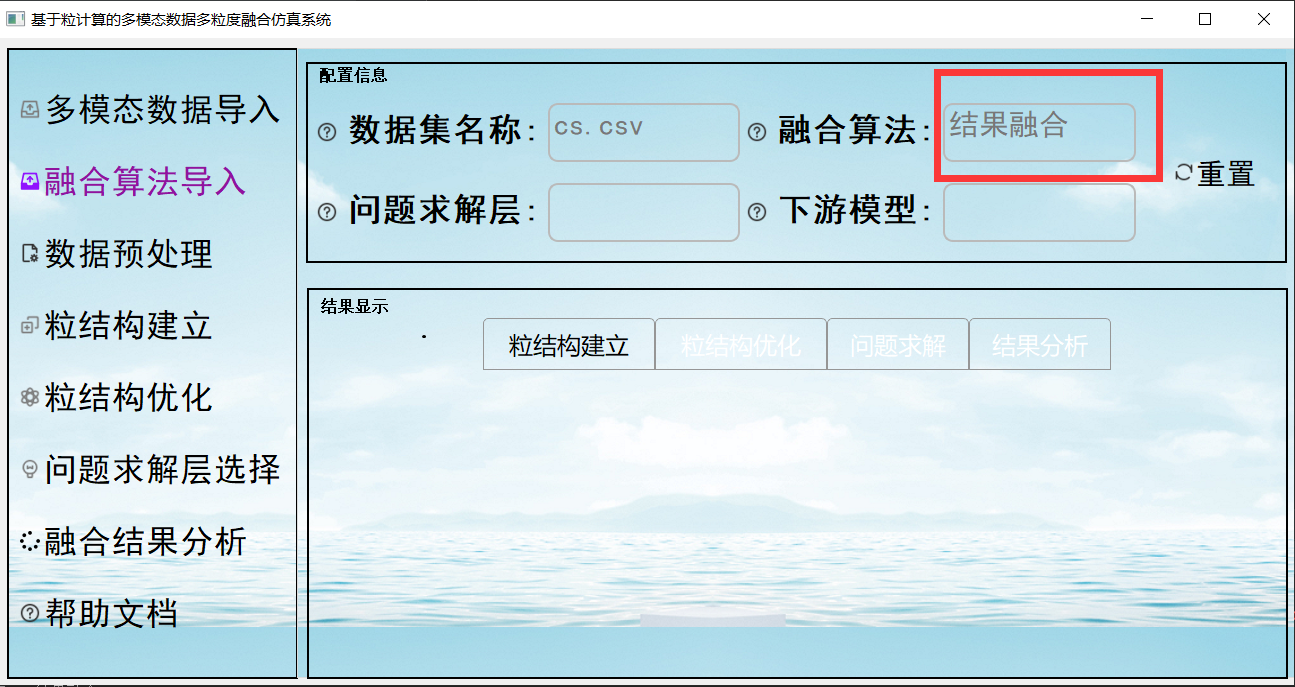 基于粒计算的多模态数据多粒度融合仿真系统
多模态数据导入
融合算法导入
数据预处理
粒结构建立
粒结构优化
问题求解层选择
融合结果分析
帮助文档
配置信息
数据集名称: cs.csv 融合算法: 结果融合
重置
问题求解层: 下游模型:
结果显示
粒结构建立 粒结构优化 问题求解 结果分析